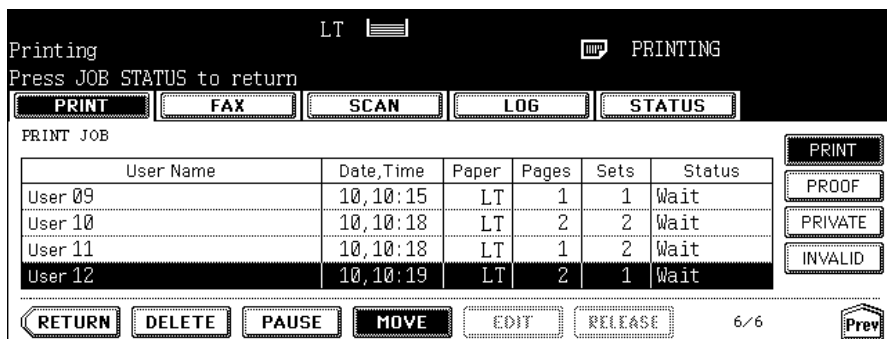 LT
Printing PRINTING
Press JOB STATUS to return
PRINT FAX SCAN LOG STATUS
PRINT JOB
PRINT
User Name Date,Time Paper Pages Sets Status
PROOF
User 09 10,10:15 LT 1 1 Wait
User 10 10,10:18 LT 2 2 Wait
PRIVATE
User 11 10,10:18 LT 1 2 Wait
INVALID
User 12 10,10:19 LT 2 1 Wait
RETURN DELETE PAUSE MOVE EDIT RELEASE 6/6 Prev